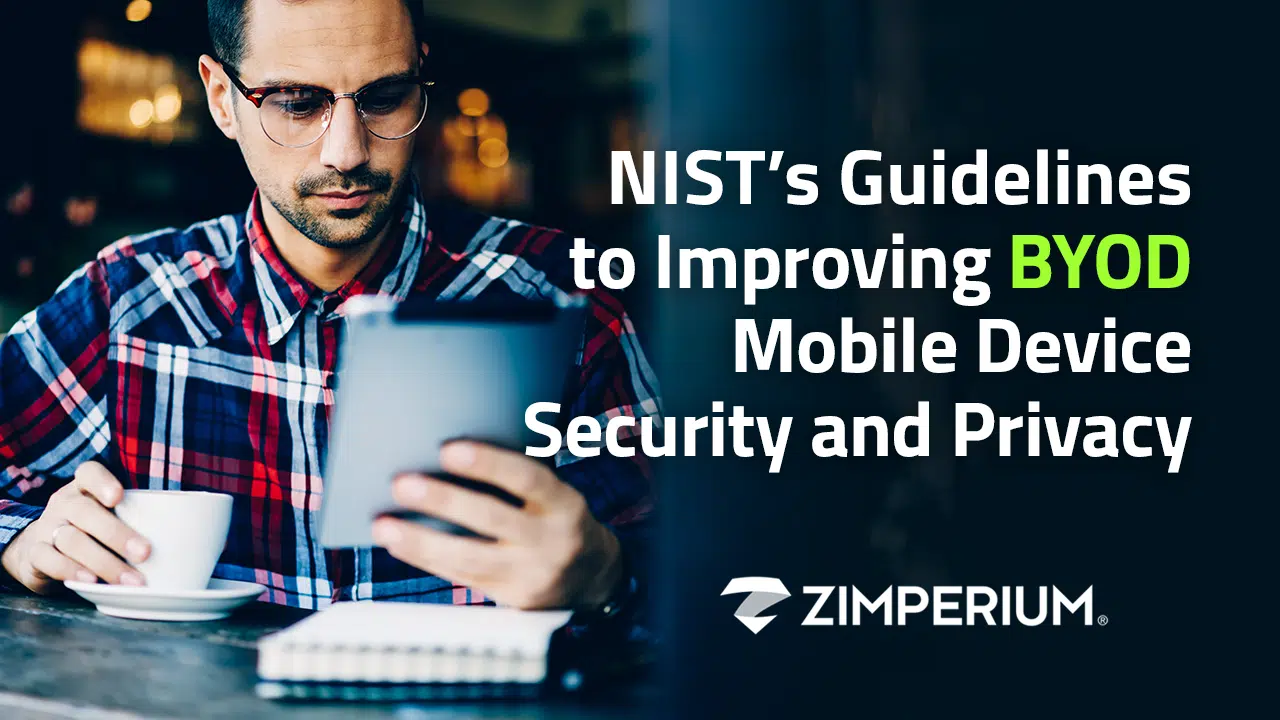 NIST’s Guidelines
to Improving BYOD
Mobile Device
Security and Privacy
ZIMPERIUM®